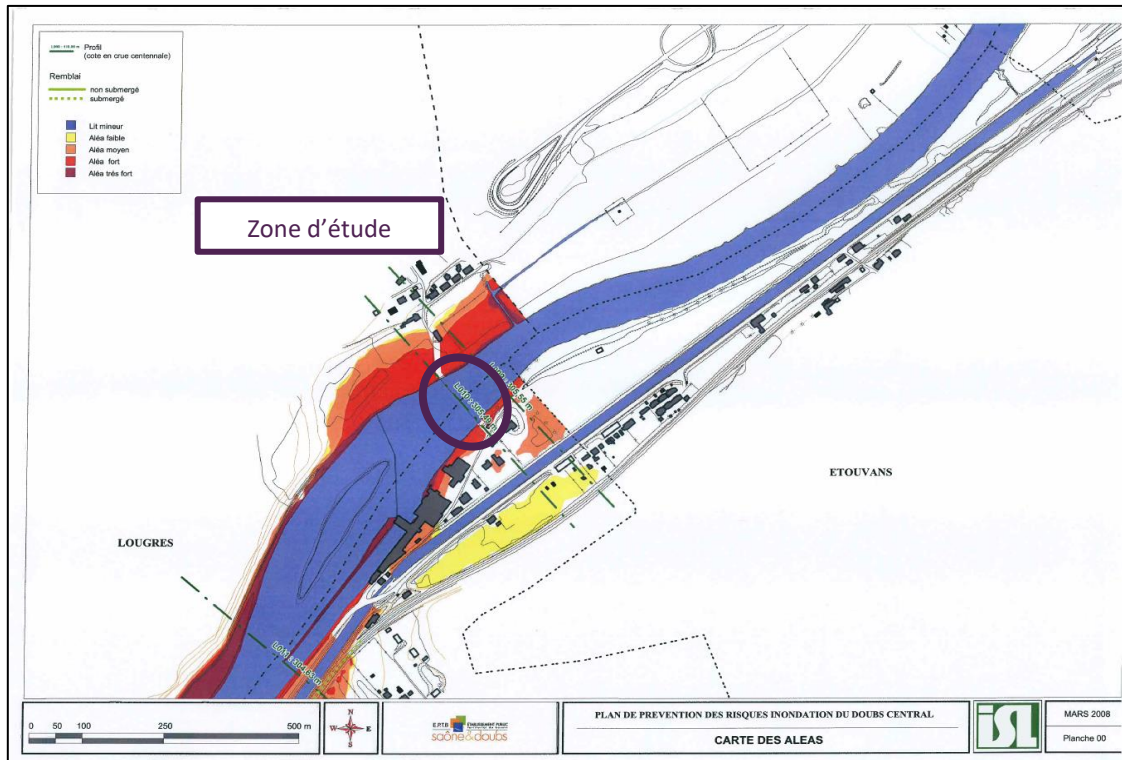 Profil
(cote en crue centennale)
Remblai
non submergé
submergé
Lit mineur
Aléa faible
Aléa moyen
Aléa fort
Aléa très fort
Zone d'étude
ETOUVANS
LOUGRES
0 50 100 250 500 m
N
W E
S
E.P.T.B
saône&doubs
PLAN DE PREVENTION DES RISQUES INONDATION DU DOUBS CENTRAL
CARTE DES ALEAS
iSL
MARS 2008
Planche 00